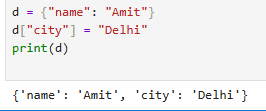 d = {"name": "Amit"}
d["city"] = "Delhi"
print(d)
{'name': 'Amit', 'city': 'Delhi'}